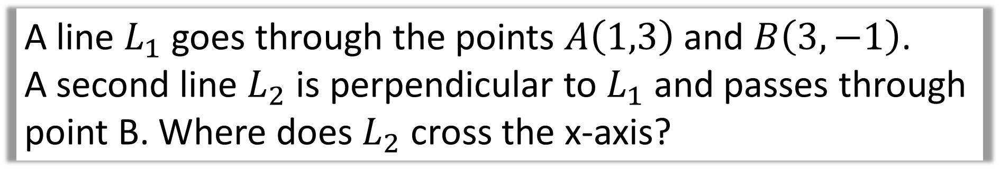 A line L₁ goes through the points A(1,3) and B(3, −1).
A second line L₂ is perpendicular to L₁ and passes through
point B. Where does L₂ cross the x-axis?